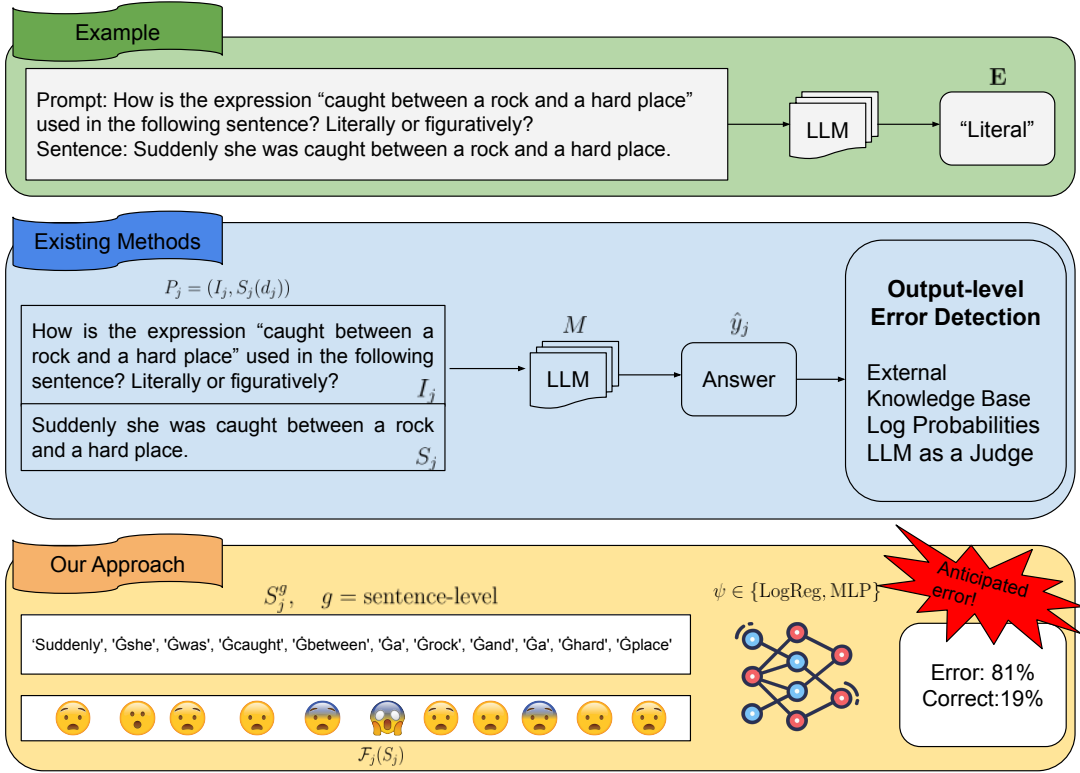 Example
Prompt: How is the expression “caught between a rock and a hard place”
used in the following sentence? Literally or figuratively?
Sentence: Suddenly she was caught between a rock and a hard place.
LLM
E
“Literal”
Existing Methods
P_j = (I_j, S_j(d_j))
How is the expression “caught between a
rock and a hard place” used in the following
sentence? Literally or figuratively?
I_j
Suddenly she was caught between a rock
and a hard place.
S_j
M
LLM
ŷ_j
Answer
Output-level
Error Detection
External
Knowledge Base
Log Probabilities
LLM as a Judge
Our Approach
S_j^g, g = sentence-level
‘Suddenly', 'Ġshe', 'Ġwas', 'Ġcaught', 'Ġbetween', 'Ġa', 'Ġrock', 'Ġand', 'Ġa', 'Ġhard', 'Ġplace'
F_j(S_j)
ψ ∈ {LogReg, MLP}
Anticipated
error!
Error: 81%
Correct:19%